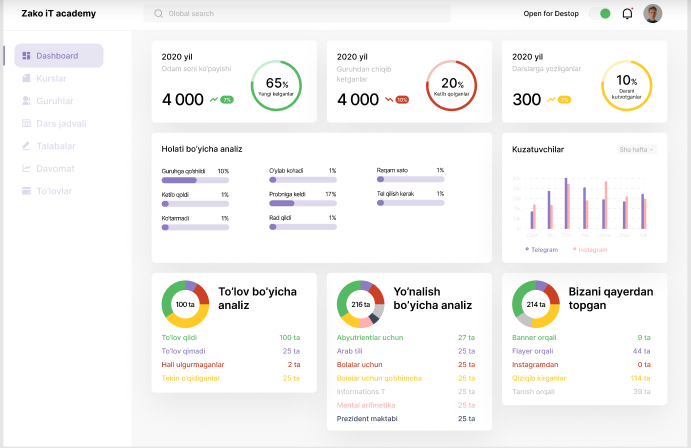 Zako iT academy
Global search
Open for Destop
Dashboard
Kurslar
Guruhlar
Dars jadvali
Talabalar
Davomat
To'lovlar
2020 yil
Odam soni ko'payishi
4 000
7%
65%
Yangi kelganlar
2020 yil
Guruhdan chiqib
ketganlar
4 000
10%
20%
Ketib qolganlar
2020 yil
Darslarga yozilganlar
300
10%
Darsni
kutvotganlar
Holati bo'yicha analiz
Guruhga qo'shildi 10%
O'ylab ko'radi 1%
Raqam xato 1%
Ketib qoldi 1%
Probniga keldi 17%
Tel qilish kerak 1%
Ko'tarmadi 1%
Rad qildi 1%
Kuzatuvchilar
Shu hafta
Telegram
Instagram
100 ta
To'lov bo'yicha
analiz
To'lov qildi 100 ta
To'lov qimadi 25 ta
Hali ulgurmaganlar 2 ta
Tekin o'qidiganlar 25 ta
216 ta
Yo'nalish
bo'yicha analiz
Abyutrientlar uchun 27 ta
Arab tili 25 ta
Bolalar uchun 25 ta
Bolalar uchun qo'shimcha 25 ta
Informations T 25 ta
Mental arifmetika 25 ta
Prezident maktabi 25 ta
214 ta
Bizani qayerdan
topgan
Banner orqali 9 ta
Flayer orqali 44 ta
Instagramdan 0 ta
Qiziqib kirganlar 114 ta
Tanish orqali 39 ta